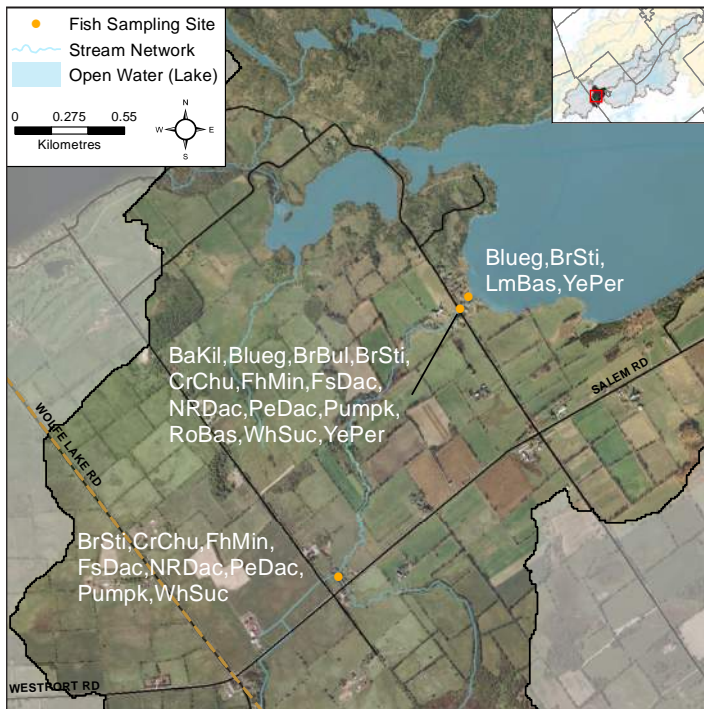 Fish Sampling Site
Stream Network
Open Water (Lake)
0 0.275 0.55
Kilometres
N
W E
S
Blueg,BrSti,
LmBas,YePer
BaKil,Blueg,BrBul,BrSti,
CrChu,FhMin,FsDac,
NRDac,PeDac,Pumpk,
RoBas,WhSuc,YePer
SALEM RD
WOLFE LAKE RD
BrSti,CrChu,FhMin,
FsDac,NRDac,PeDac,
Pumpk,WhSuc
WESTPORT RD